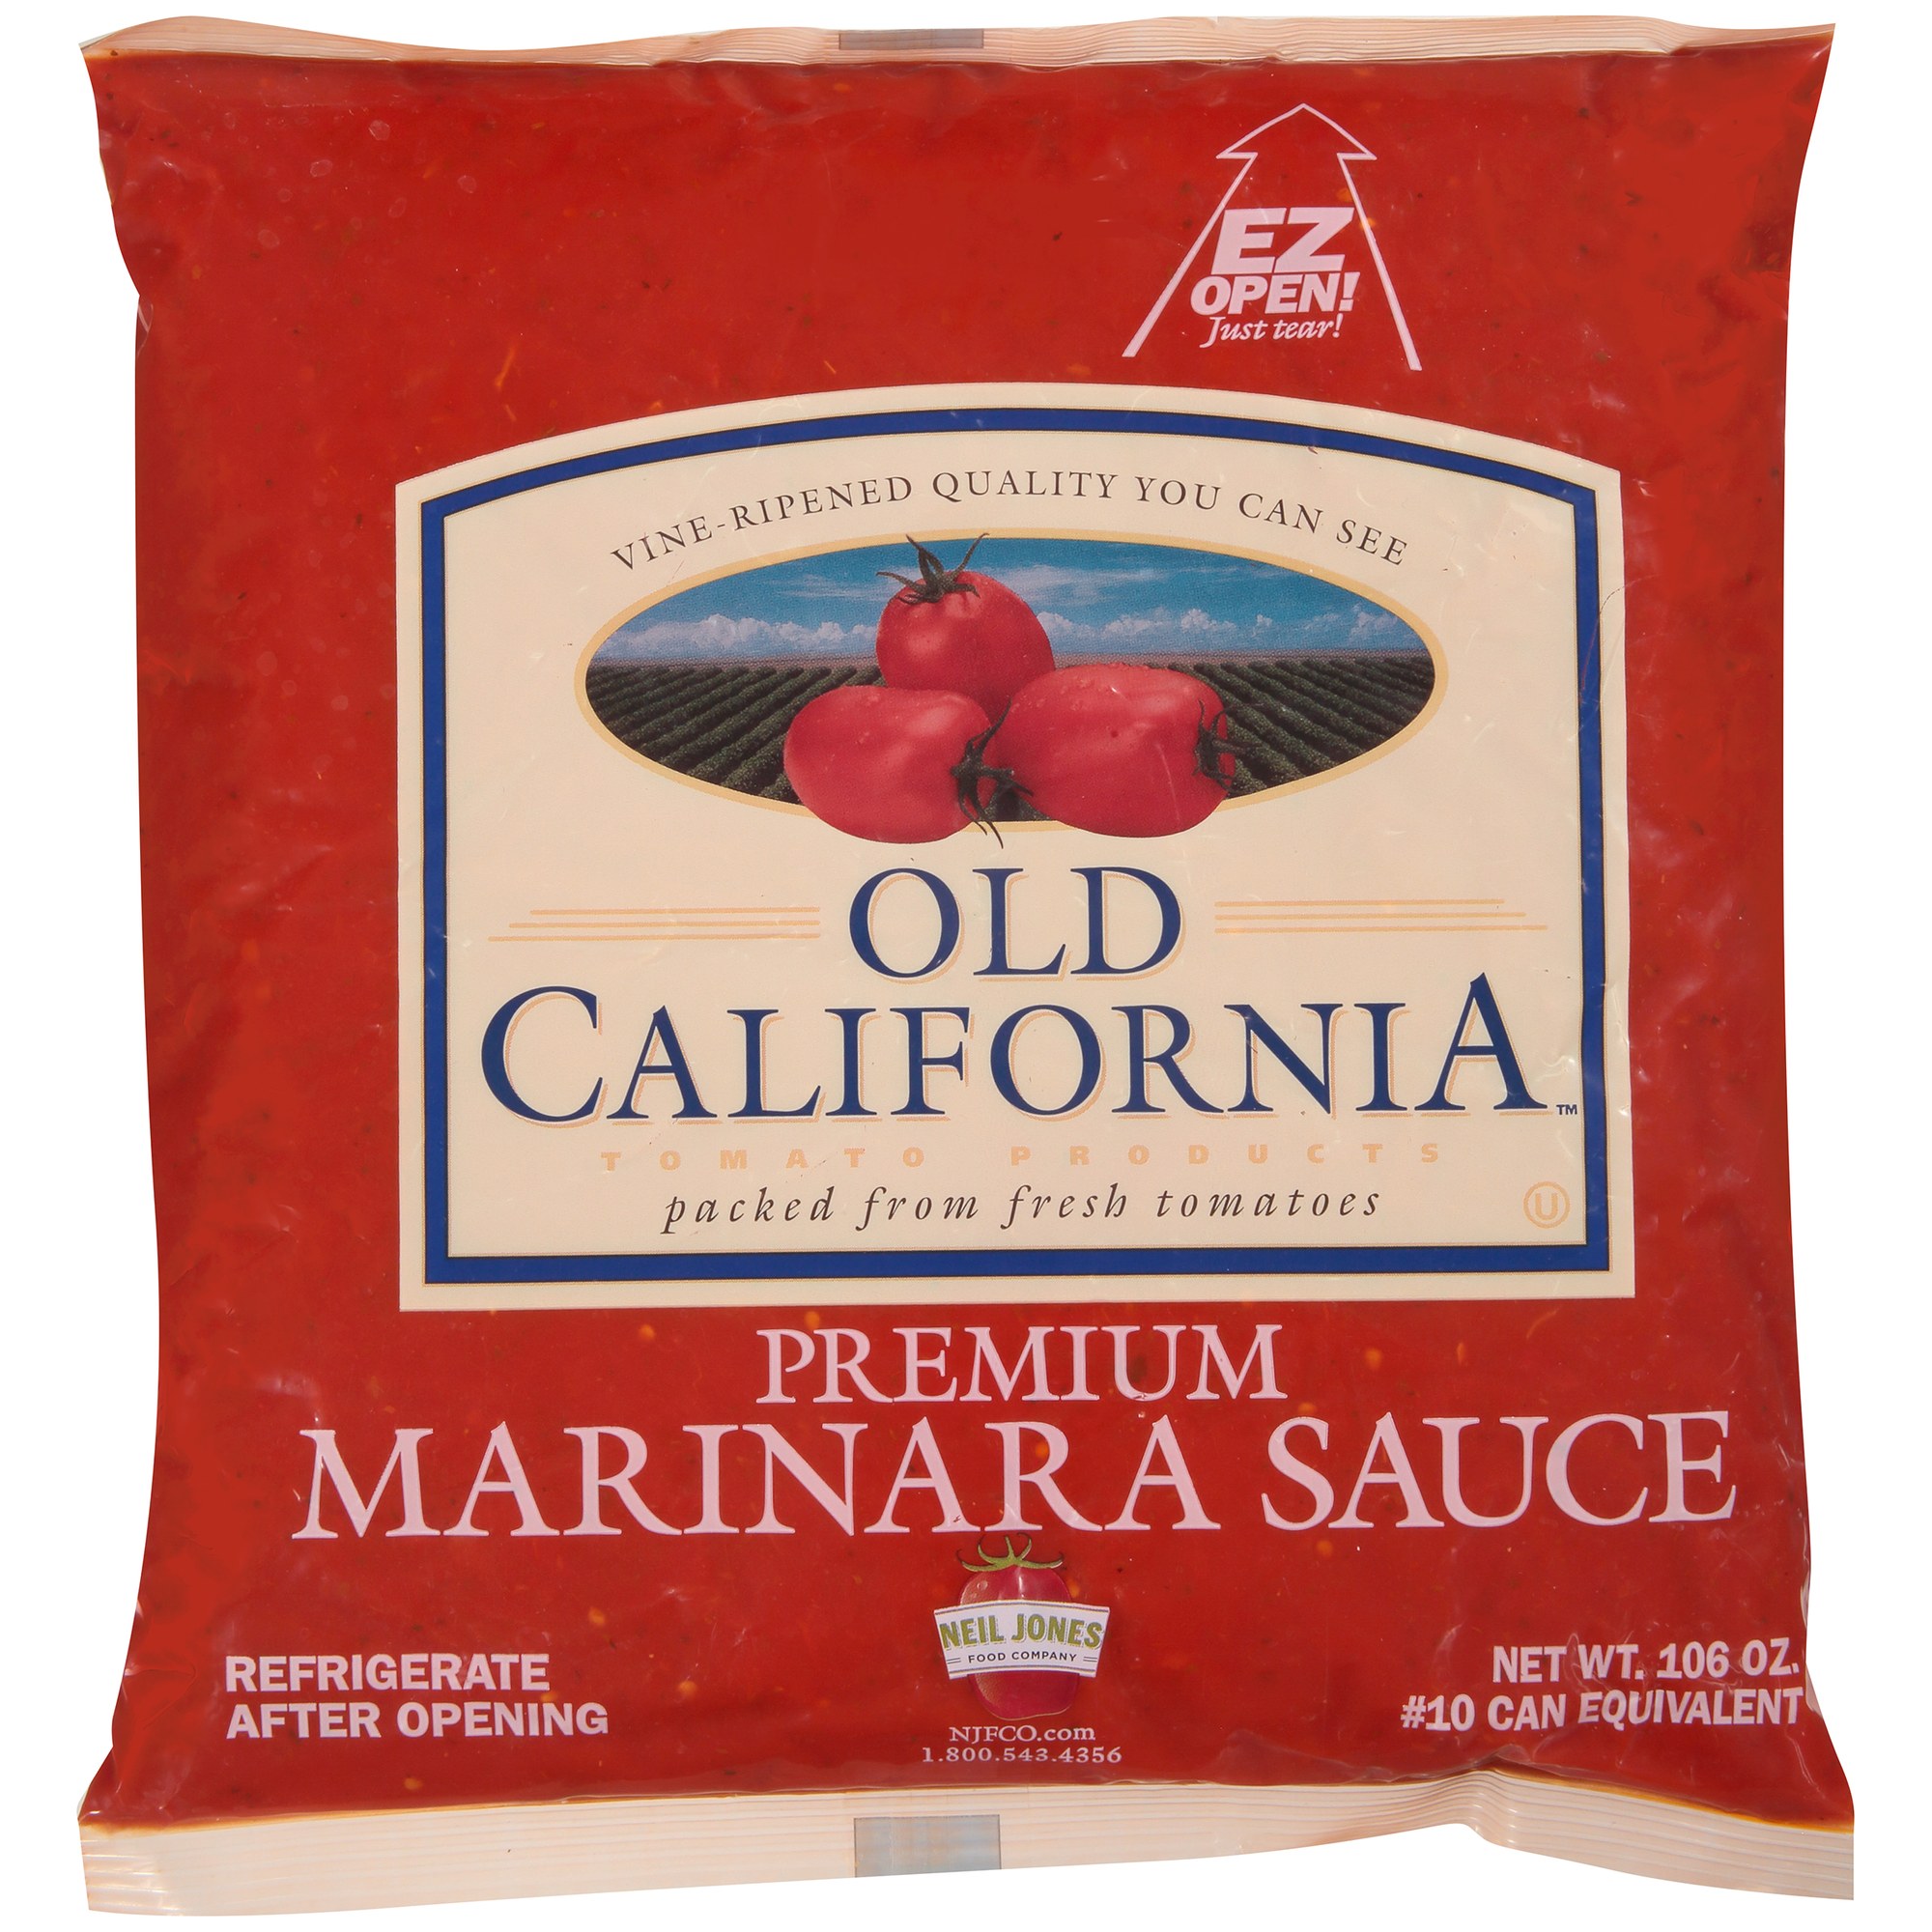 EZ
OPEN!
Just tear!
VINE-RIPENED QUALITY YOU CAN SEE
OLD
CALIFORNIA™
TOMATO PRODUCTS
packed from fresh tomatoes
U
PREMIUM
MARINARA SAUCE
NEIL JONES
FOOD COMPANY
NJFCO.com
1.800.543.4356
REFRIGERATE
AFTER OPENING
NET WT. 106 OZ.
#10 CAN EQUIVALENT